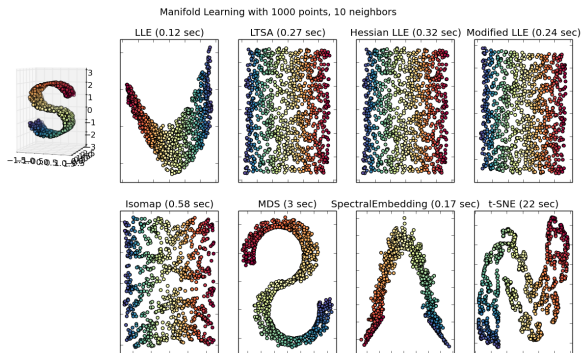 Manifold Learning with 1000 points, 10 neighbors
LLE (0.12 sec)
LTSA (0.27 sec)
Hessian LLE (0.32 sec)
Modified LLE (0.24 sec)
3
2
1
0
−1
−2
−3
Isomap (0.58 sec)
MDS (3 sec)
SpectralEmbedding (0.17 sec)
t-SNE (22 sec)